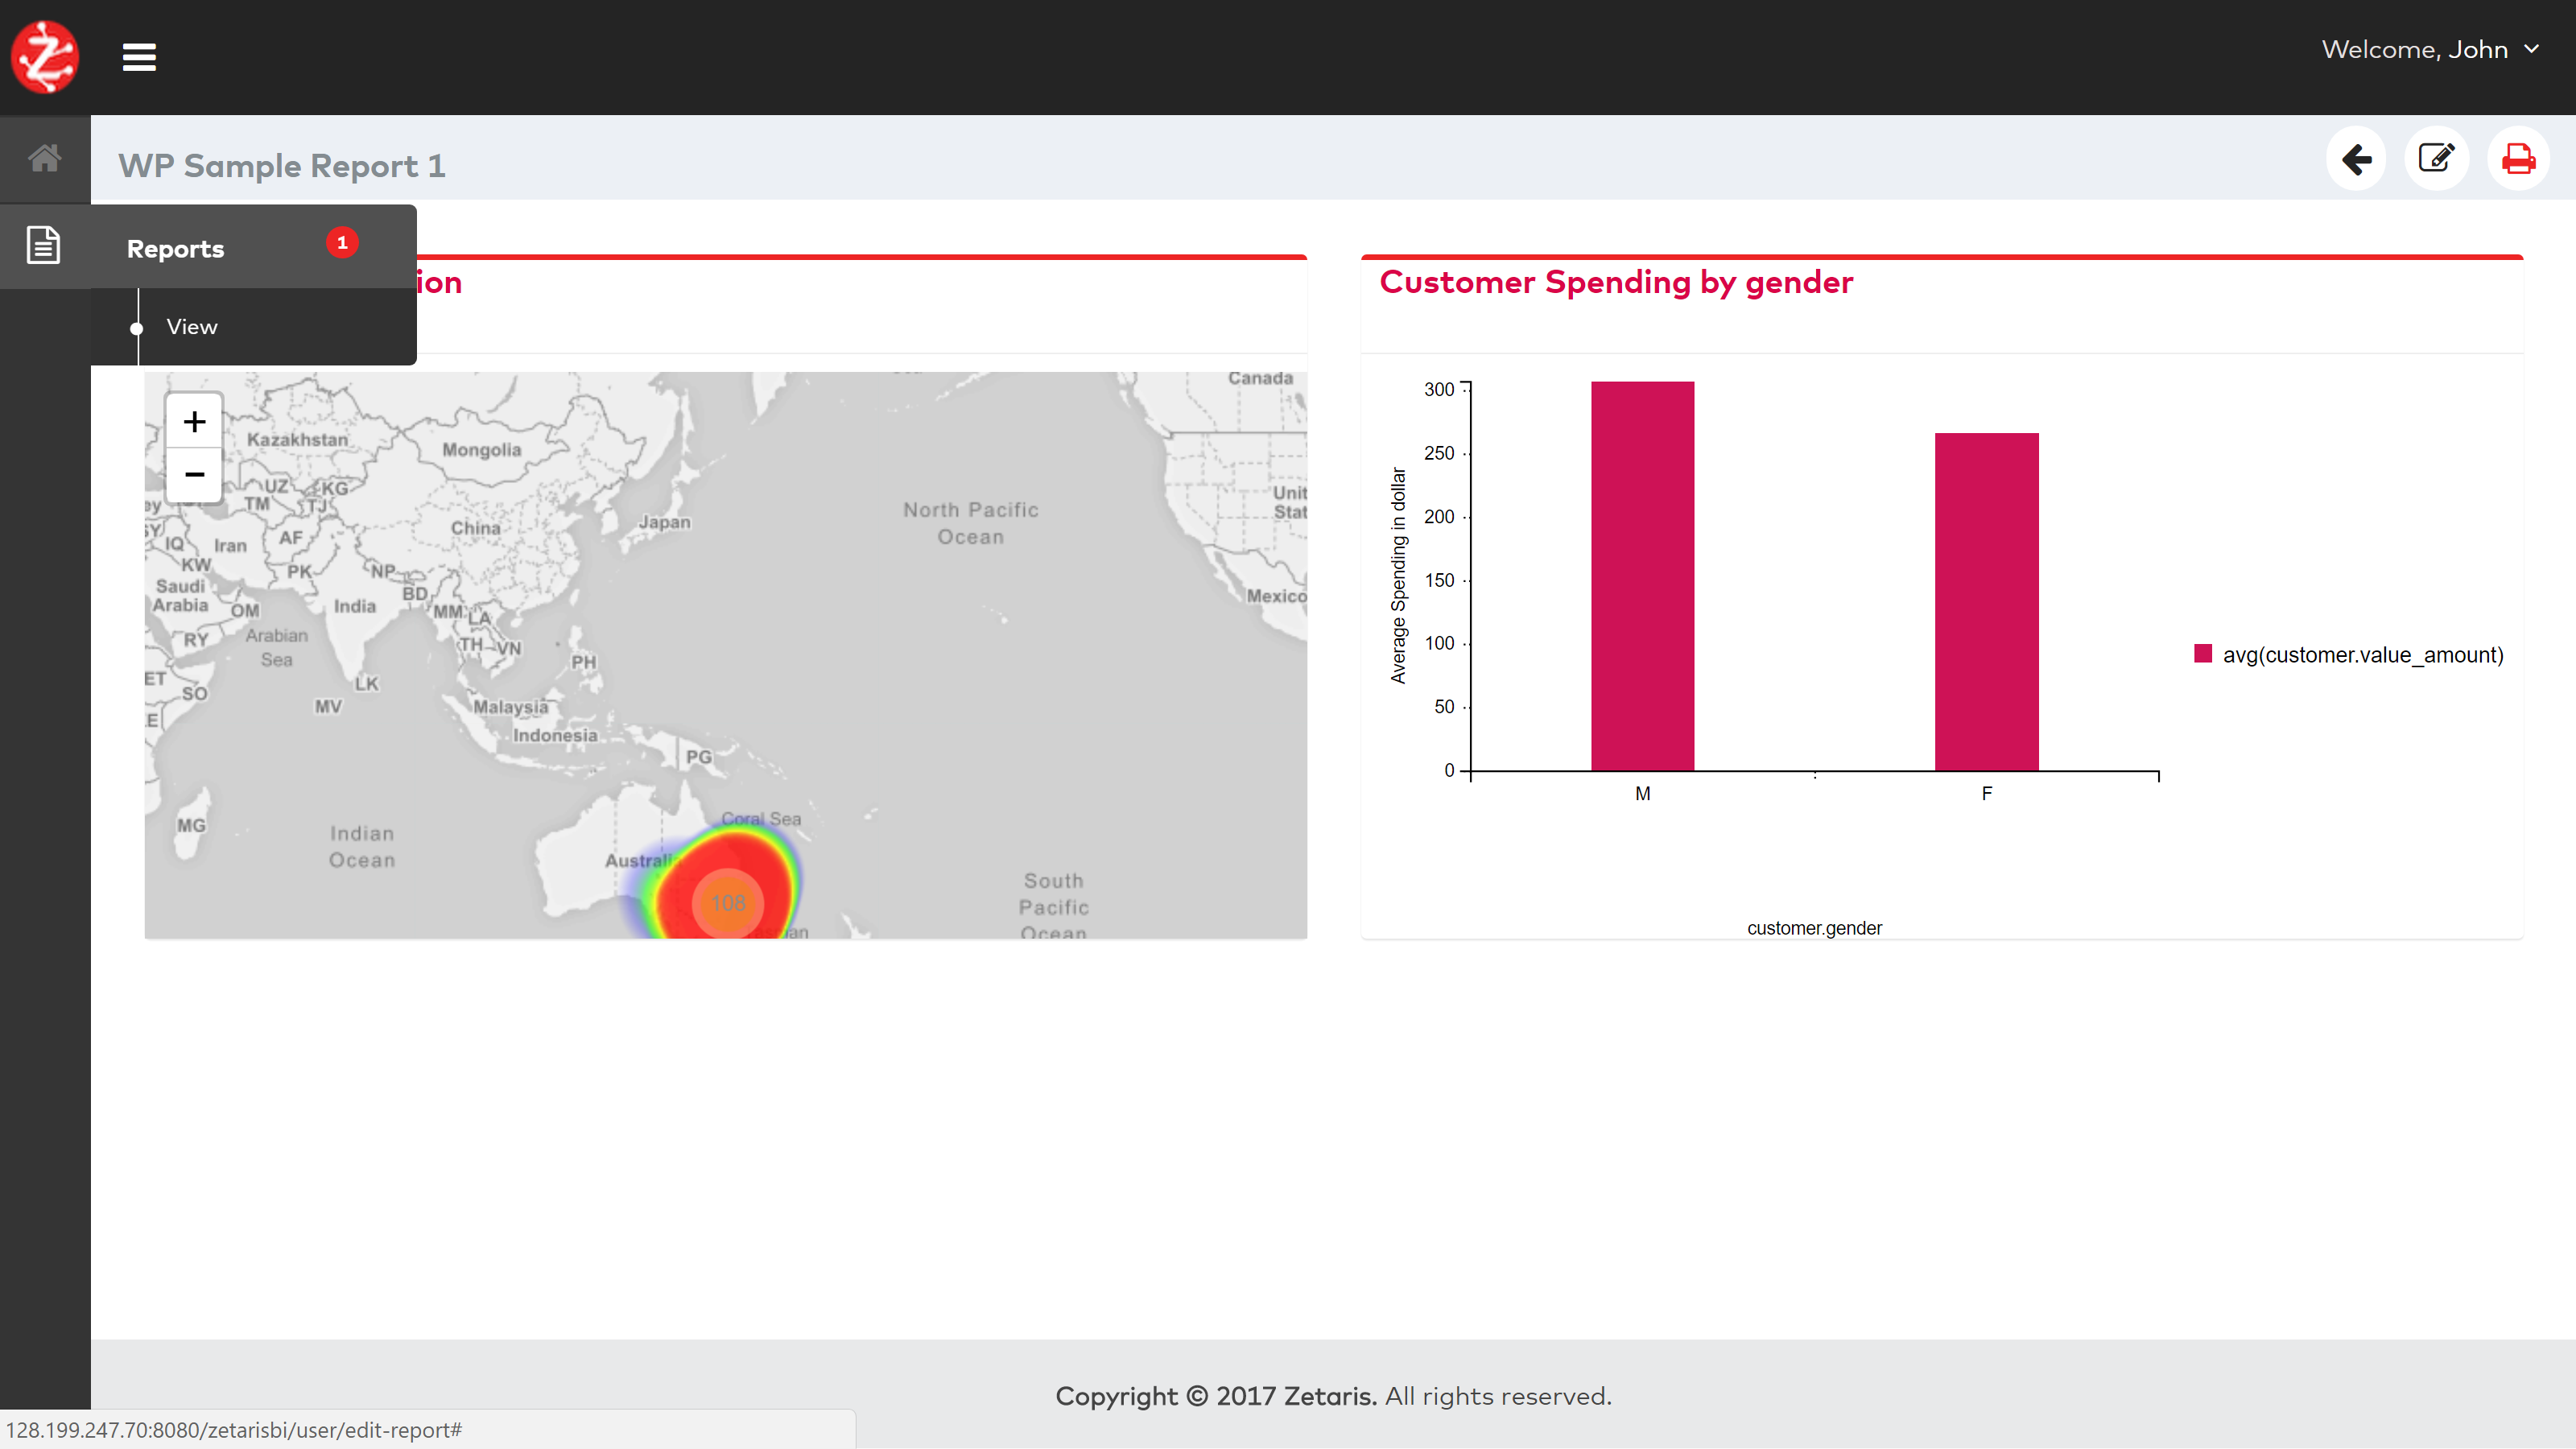 Welcome, John
WP Sample Report 1
Reports 1
View
ion
Customer Spending by gender
+
−
Canada
Kazakhstan
Mongolia
UZ
KG
TM
TJ
ey
SY
IQ
Iran
AF
China
Japan
North Pacific
Ocean
Unit
Stat
KW
PK
NP
Saudi
Arabia
OM
BD
India
MM
LA
Mexico
RY
Arabian
Sea
TH
VN
PH
ET
SO
LK
MV
Malaysia
E
Indonesia
PG
MG
Indian
Ocean
Coral Sea
Australi
108
South
Pacific
Ocean
300
250
200
150
100
50
0
Average Spending in dollar
M
F
avg(customer.value_amount)
customer.gender
Copyright © 2017 Zetaris. All rights reserved.
128.199.247.70:8080/zetarisbi/user/edit-report#